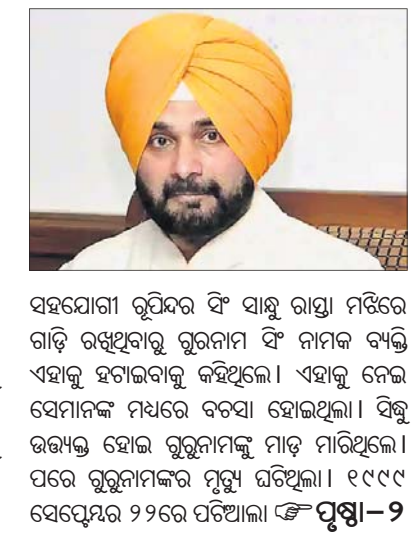 ସହଯୋଗୀ ରୂପିନ୍ଦର ସିଂ ସାନ୍ଧୁ ରାସ୍ତା ମଝିରେ
ଗାଡ଼ି ରଖିଥିବାରୁ ଗୁରନାମ ସିଂ ନାମକ ବ୍ୟକ୍ତି
ଏହାକୁ ହଟାଇବାକୁ କହିଥିଲେ। ଏହାକୁ ନେଇ
ସେମାନଙ୍କ ମଧ୍ୟରେ ବଚସା ହୋଇଥିଲା। ସିଦ୍ଧୁ
ଉତ୍ତ୍ୟକ୍ତ ହୋଇ ଗୁରୁନାମଙ୍କୁ ମାଡ଼ ମାରିଥିଲେ।
ପରେ ଗୁରୁନାମଙ୍କର ମୃତ୍ୟୁ ଘଟିଥିଲା। ୧୯୯୯
ସେପ୍ଟେମ୍ବର ୨୨ରେ ପଟିଆଲା ☞ ପୃଷ୍ଠା–୨